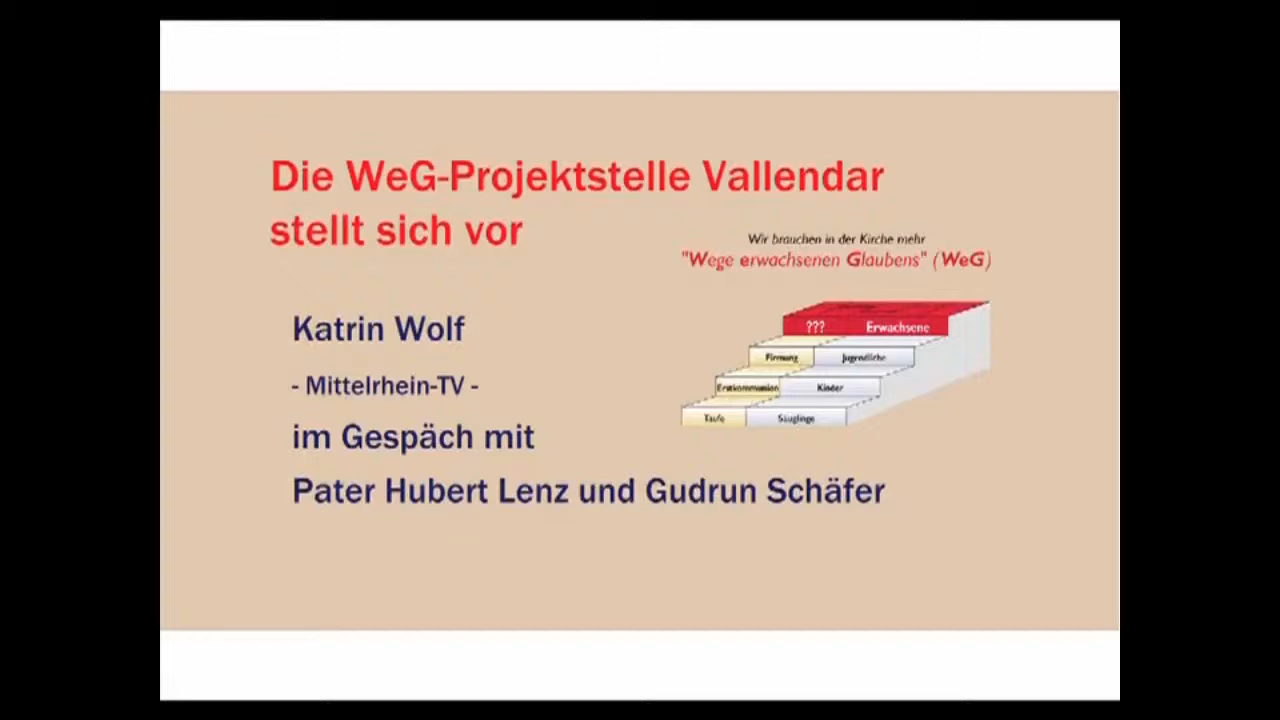 Die WeG-Projektstelle Vallendar
stellt sich vor
Wir brauchen in der Kirche mehr
"Wege erwachsenen Glaubens" (WeG)
??? Erwachsene
Firmung Jugendliche
Erstkommunion Kinder
Taufe Säuglinge
Katrin Wolf
- Mittelrhein-TV -
im Gespäch mit
Pater Hubert Lenz und Gudrun Schäfer